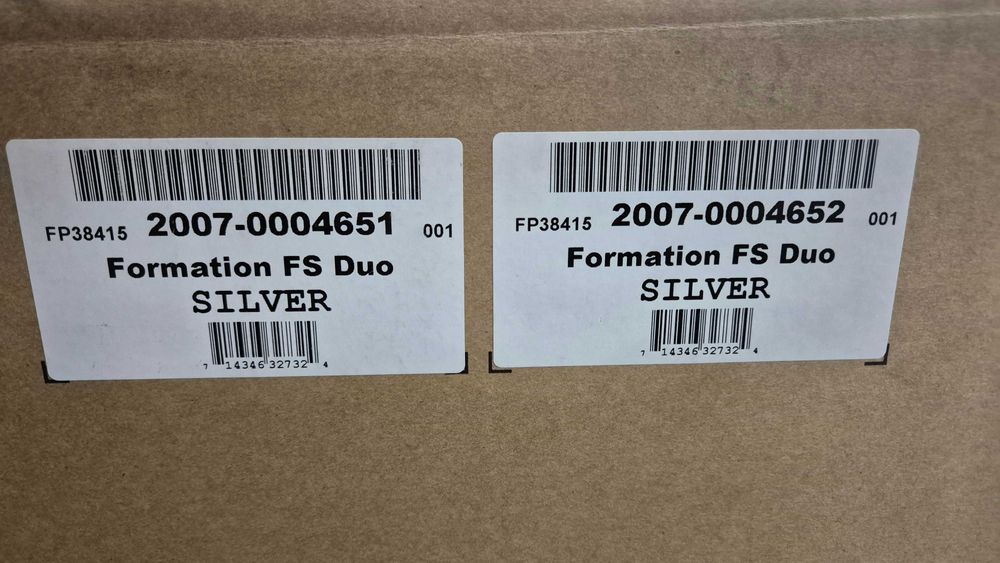 FP38415 2007-0004651 001
Formation FS Duo
SILVER
7 14346 32732 4
FP38415 2007-0004652 001
Formation FS Duo
SILVER
7 14346 32732 4